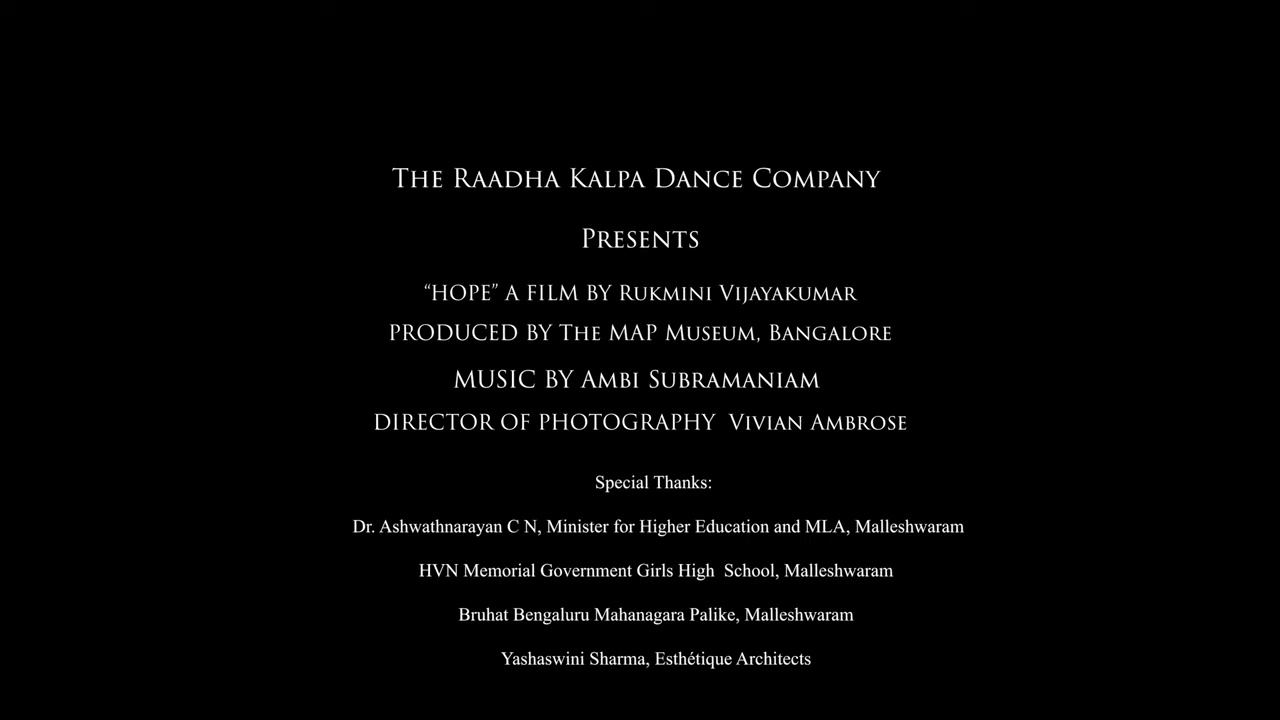 The Raadha Kalpa Dance Company
Presents
“HOPE” A FILM BY Rukmini Vijayakumar
PRODUCED BY The MAP Museum, Bangalore
MUSIC BY Ambi Subramaniam
DIRECTOR OF PHOTOGRAPHY Vivian Ambrose
Special Thanks:
Dr. Ashwathnarayan C N, Minister for Higher Education and MLA, Malleshwaram
HVN Memorial Government Girls High School, Malleshwaram
Bruhat Bengaluru Mahanagara Palike, Malleshwaram
Yashaswini Sharma, Esthétique Architects